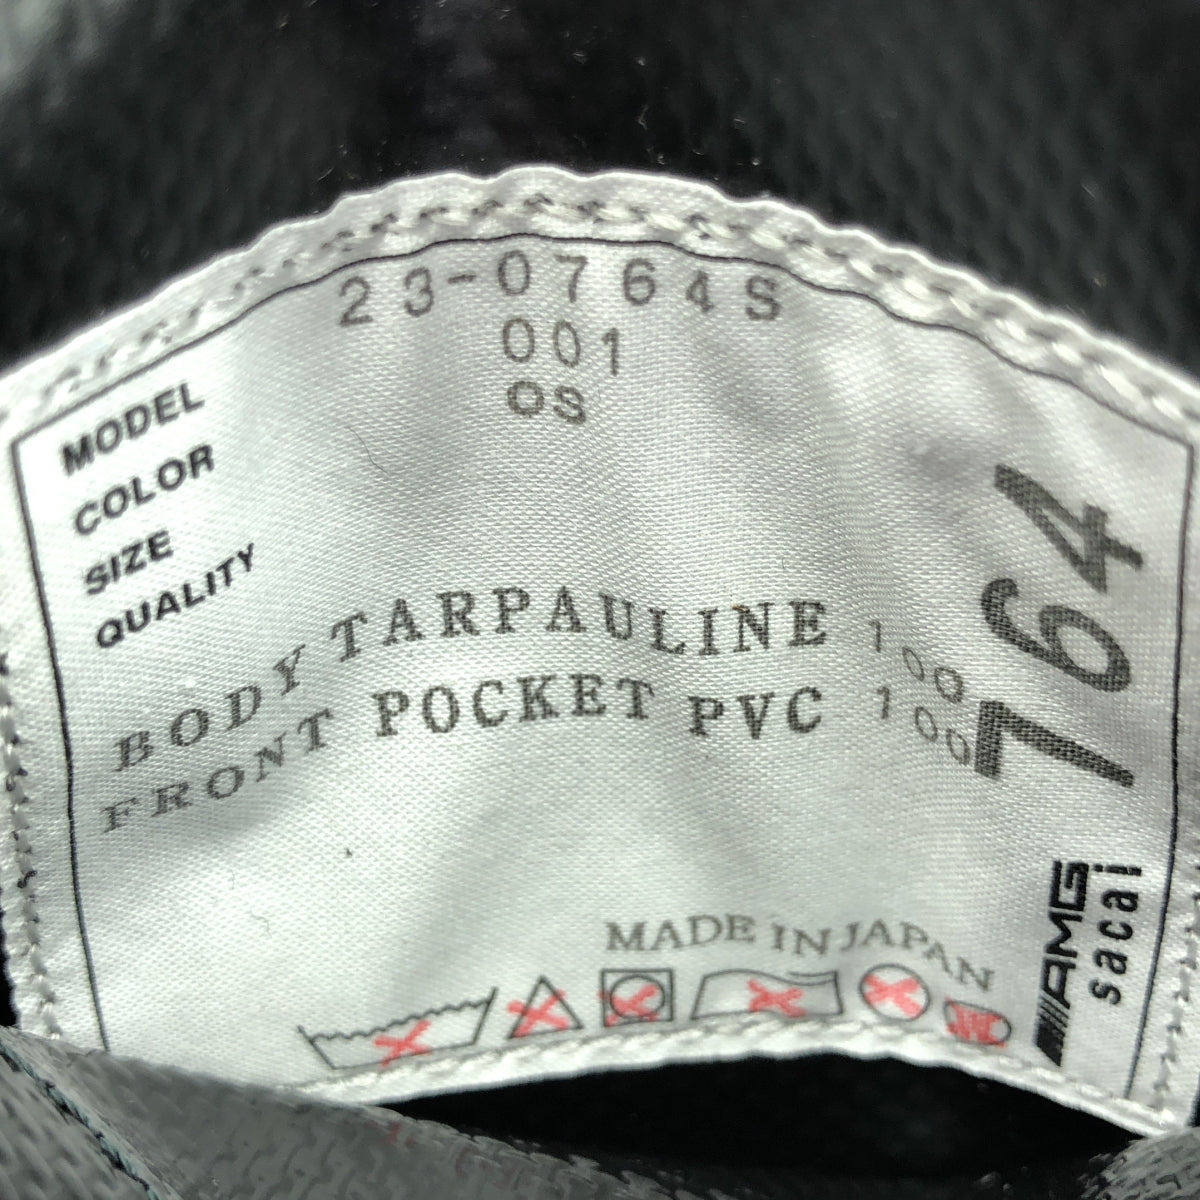 23-0764S
001
OS
MODEL
COLOR
SIZE
QUALITY
BODY TARPAULINE 100
FRONT POCKET PVC 100
764
MADE IN JAPAN
AMG
sacai